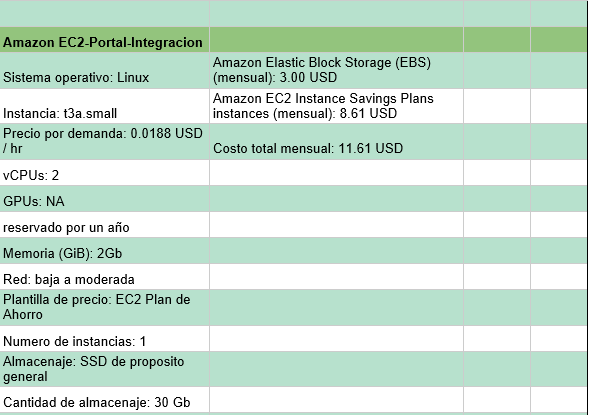 Amazon EC2-Portal-Integracion
Sistema operativo: Linux
Amazon Elastic Block Storage (EBS)
(mensual): 3.00 USD
Instancia: t3a.small
Amazon EC2 Instance Savings Plans
instances (mensual): 8.61 USD
Precio por demanda: 0.0188 USD
/ hr
Costo total mensual: 11.61 USD
vCPUs: 2
GPUs: NA
reservado por un año
Memoria (GiB): 2Gb
Red: baja a moderada
Plantilla de precio: EC2 Plan de
Ahorro
Numero de instancias: 1
Almacenaje: SSD de proposito
general
Cantidad de almacenaje: 30 Gb